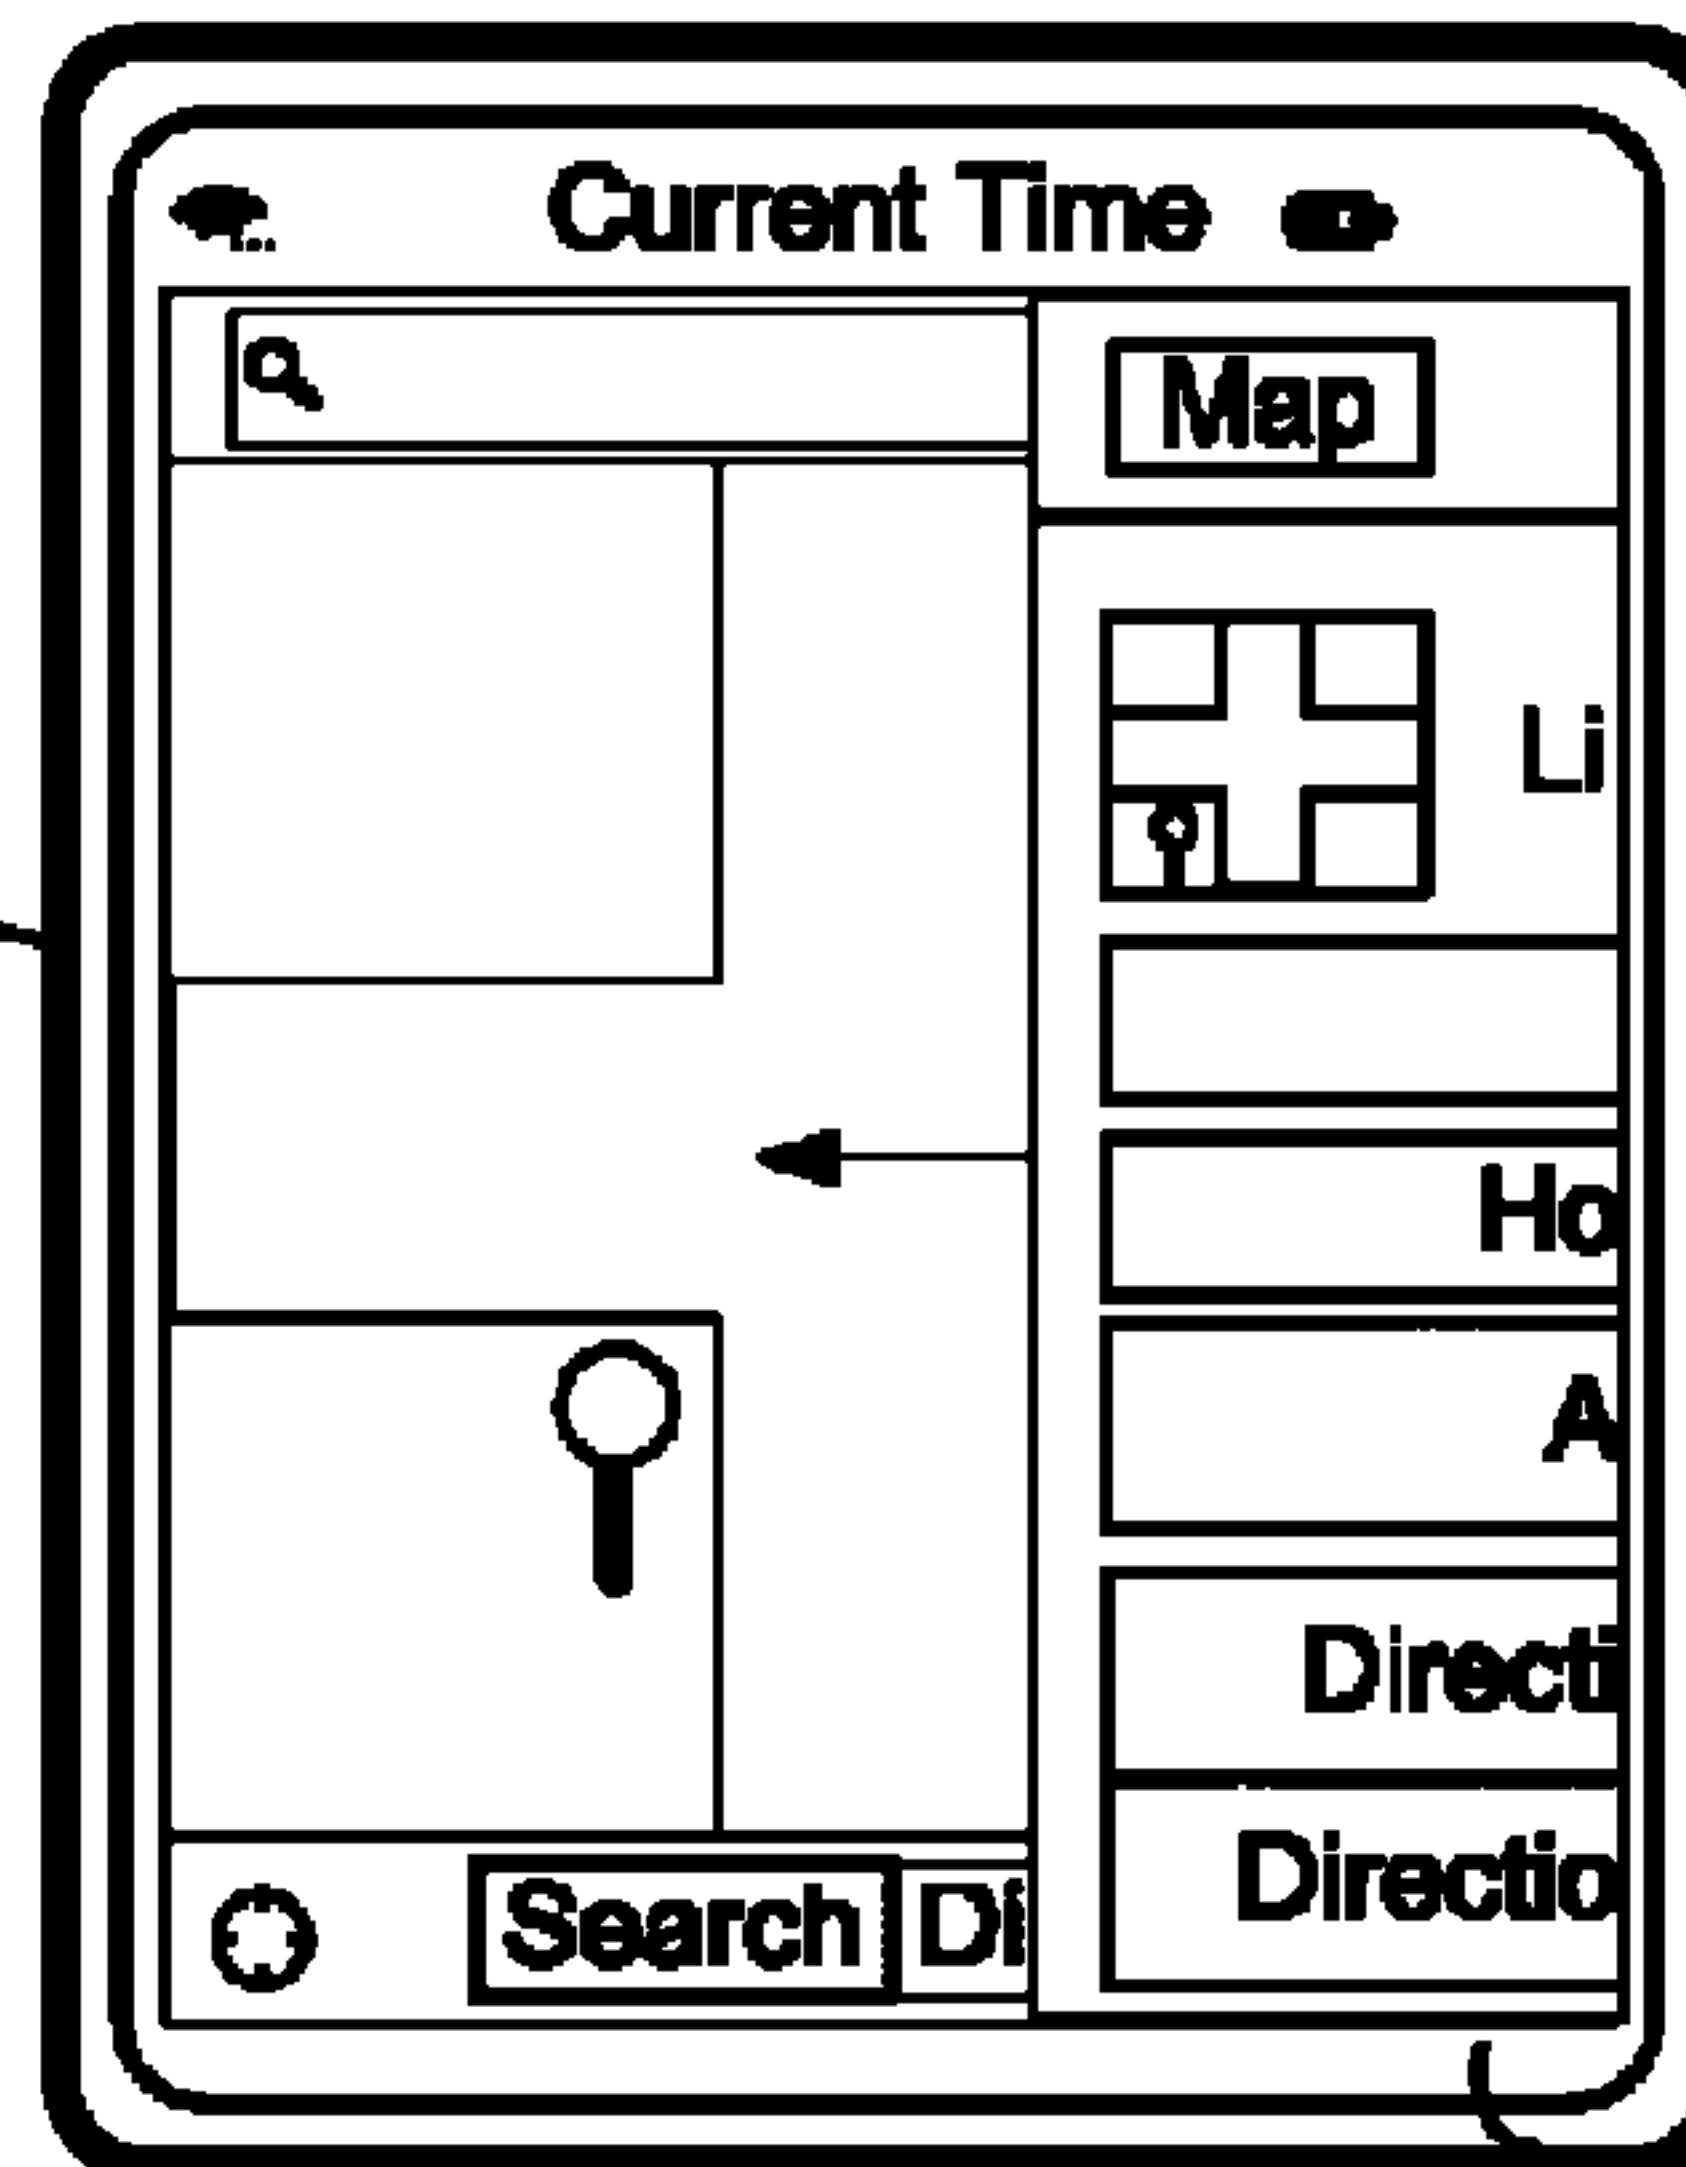 Current Time
Map
Li
Ho
A
Directi
Directio
Search Di